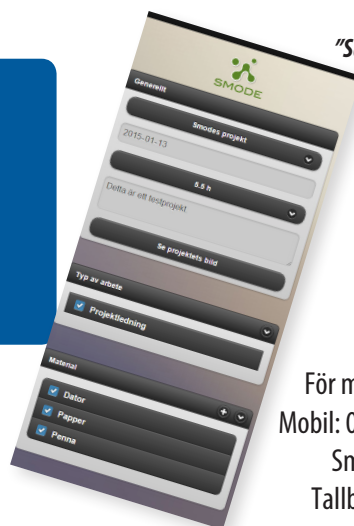 "S
SMODE
Generellt
Smodes projekt
2015-01-13
5.5 h
Detta är ett testprojekt
Se projektets bild
Typ av arbete
Projektledning
Material
Dator
Papper
Penna
För m
Mobil: 0
Sm
Tallb